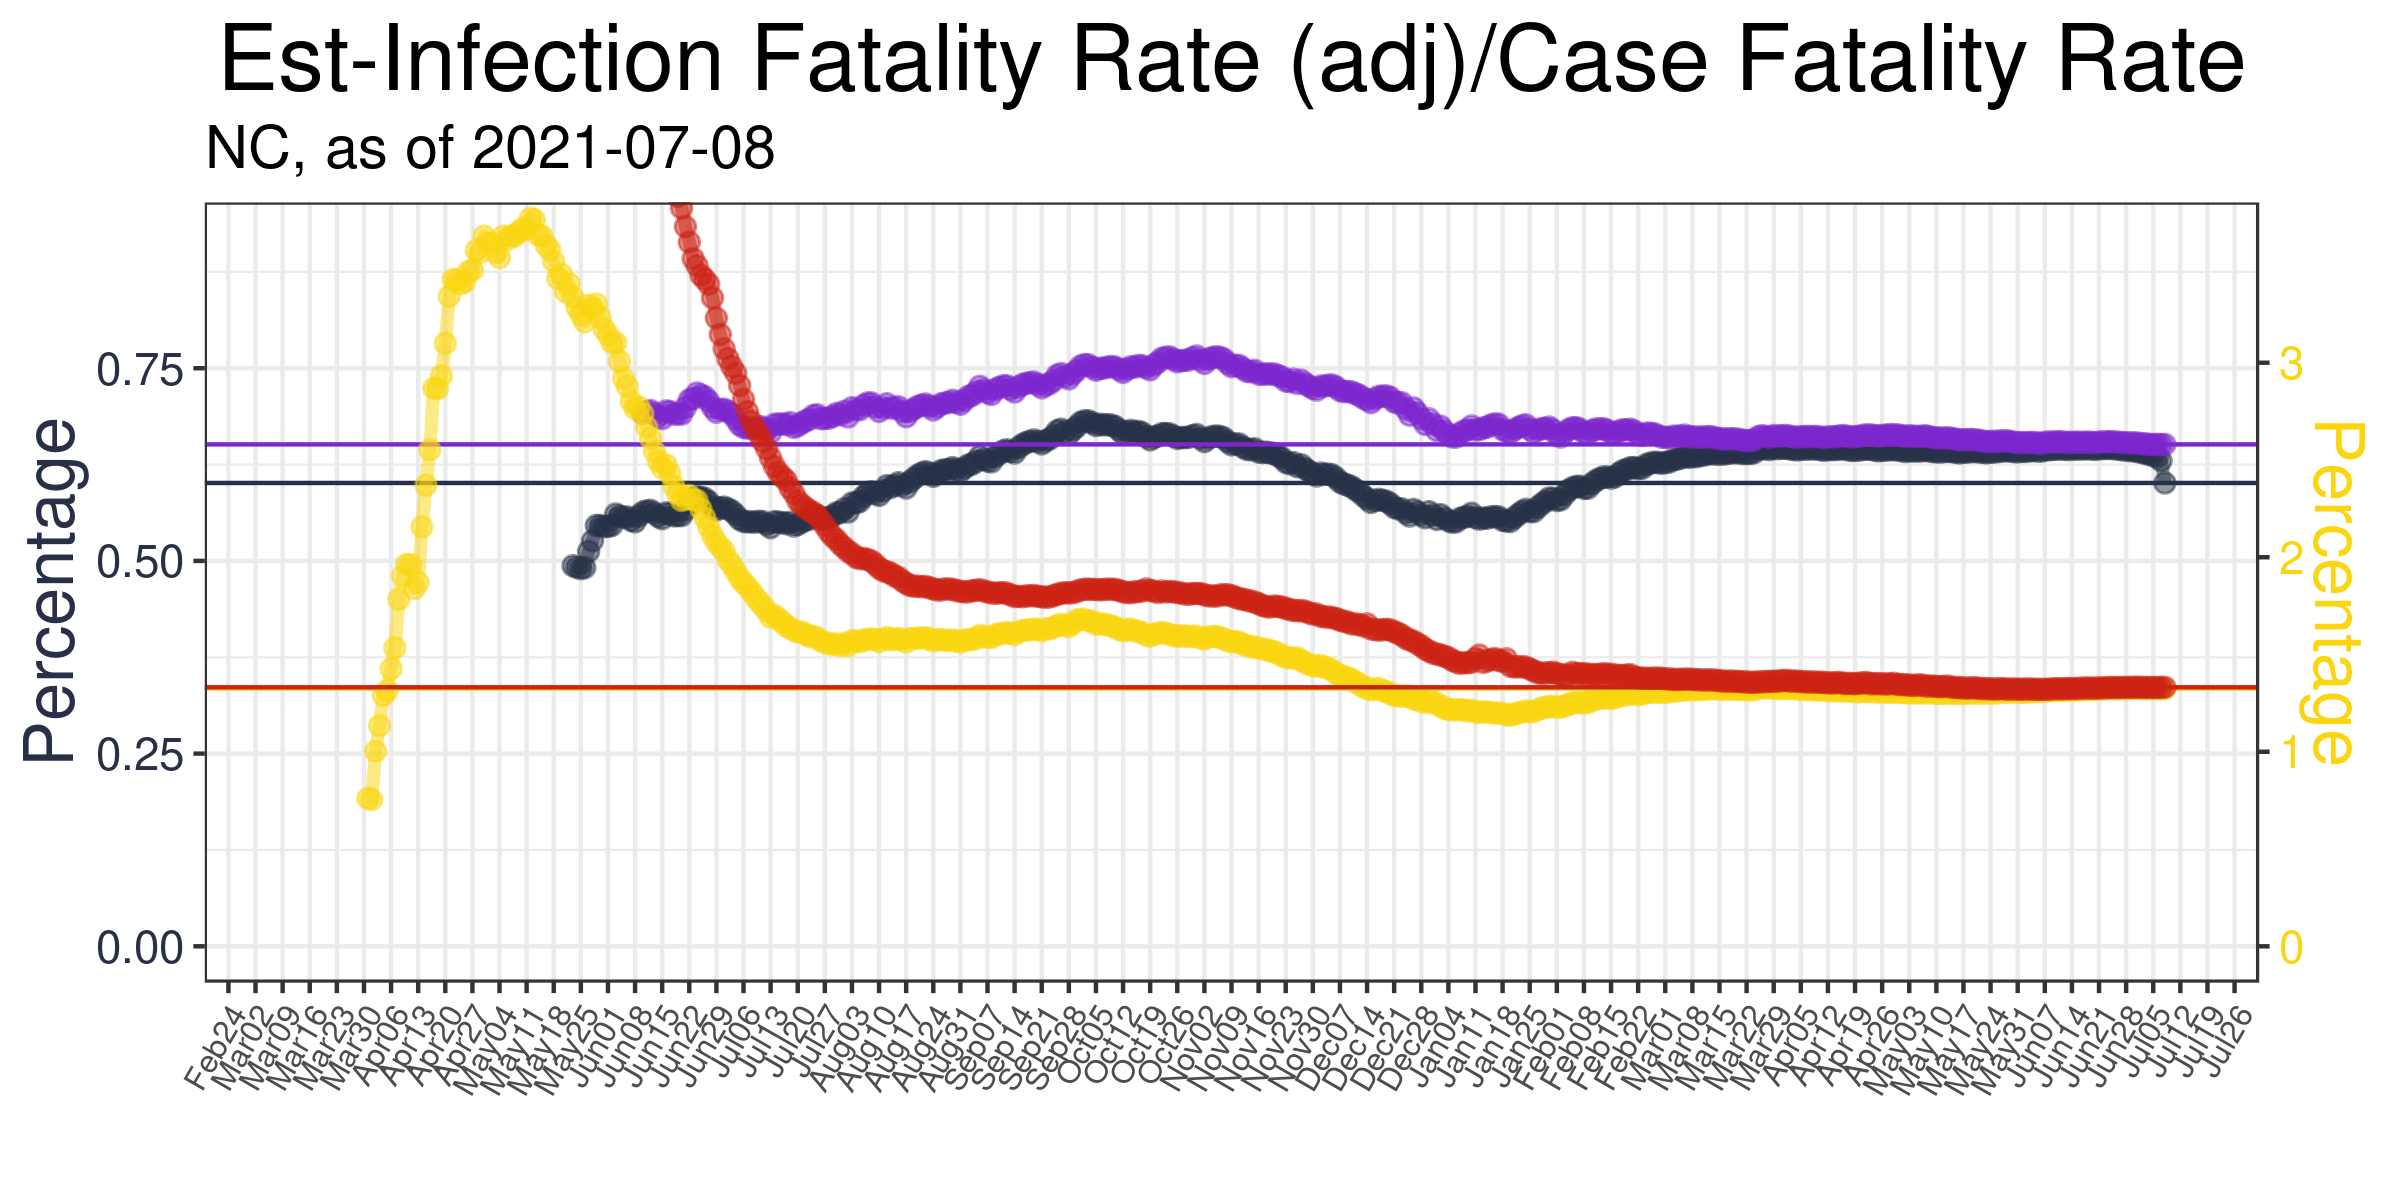 Est-Infection Fatality Rate (adj)/Case Fatality Rate
NC, as of 2021-07-08
Percentage
0.75
0.50
0.25
0.00
3
2
1
0
Percentage
Feb24
Mar02
Mar09
Mar16
Mar23
Mar30
Apr06
Apr13
Apr20
Apr27
May04
May11
May18
May25
Jun01
Jun08
Jun15
Jun22
Jun29
Jul06
Jul13
Jul20
Jul27
Aug03
Aug10
Aug17
Aug24
Aug31
Sep07
Sep14
Sep21
Sep28
Oct05
Oct12
Oct19
Oct26
Nov02
Nov09
Nov16
Nov23
Nov30
Dec07
Dec14
Dec21
Dec28
Jan04
Jan11
Jan18
Jan25
Feb01
Feb08
Feb15
Feb22
Mar01
Mar08
Mar15
Mar22
Mar29
Apr05
Apr12
Apr19
Apr26
May03
May10
May17
May24
May31
Jun07
Jun14
Jun21
Jun28
Jul05
Jul12
Jul19
Jul26